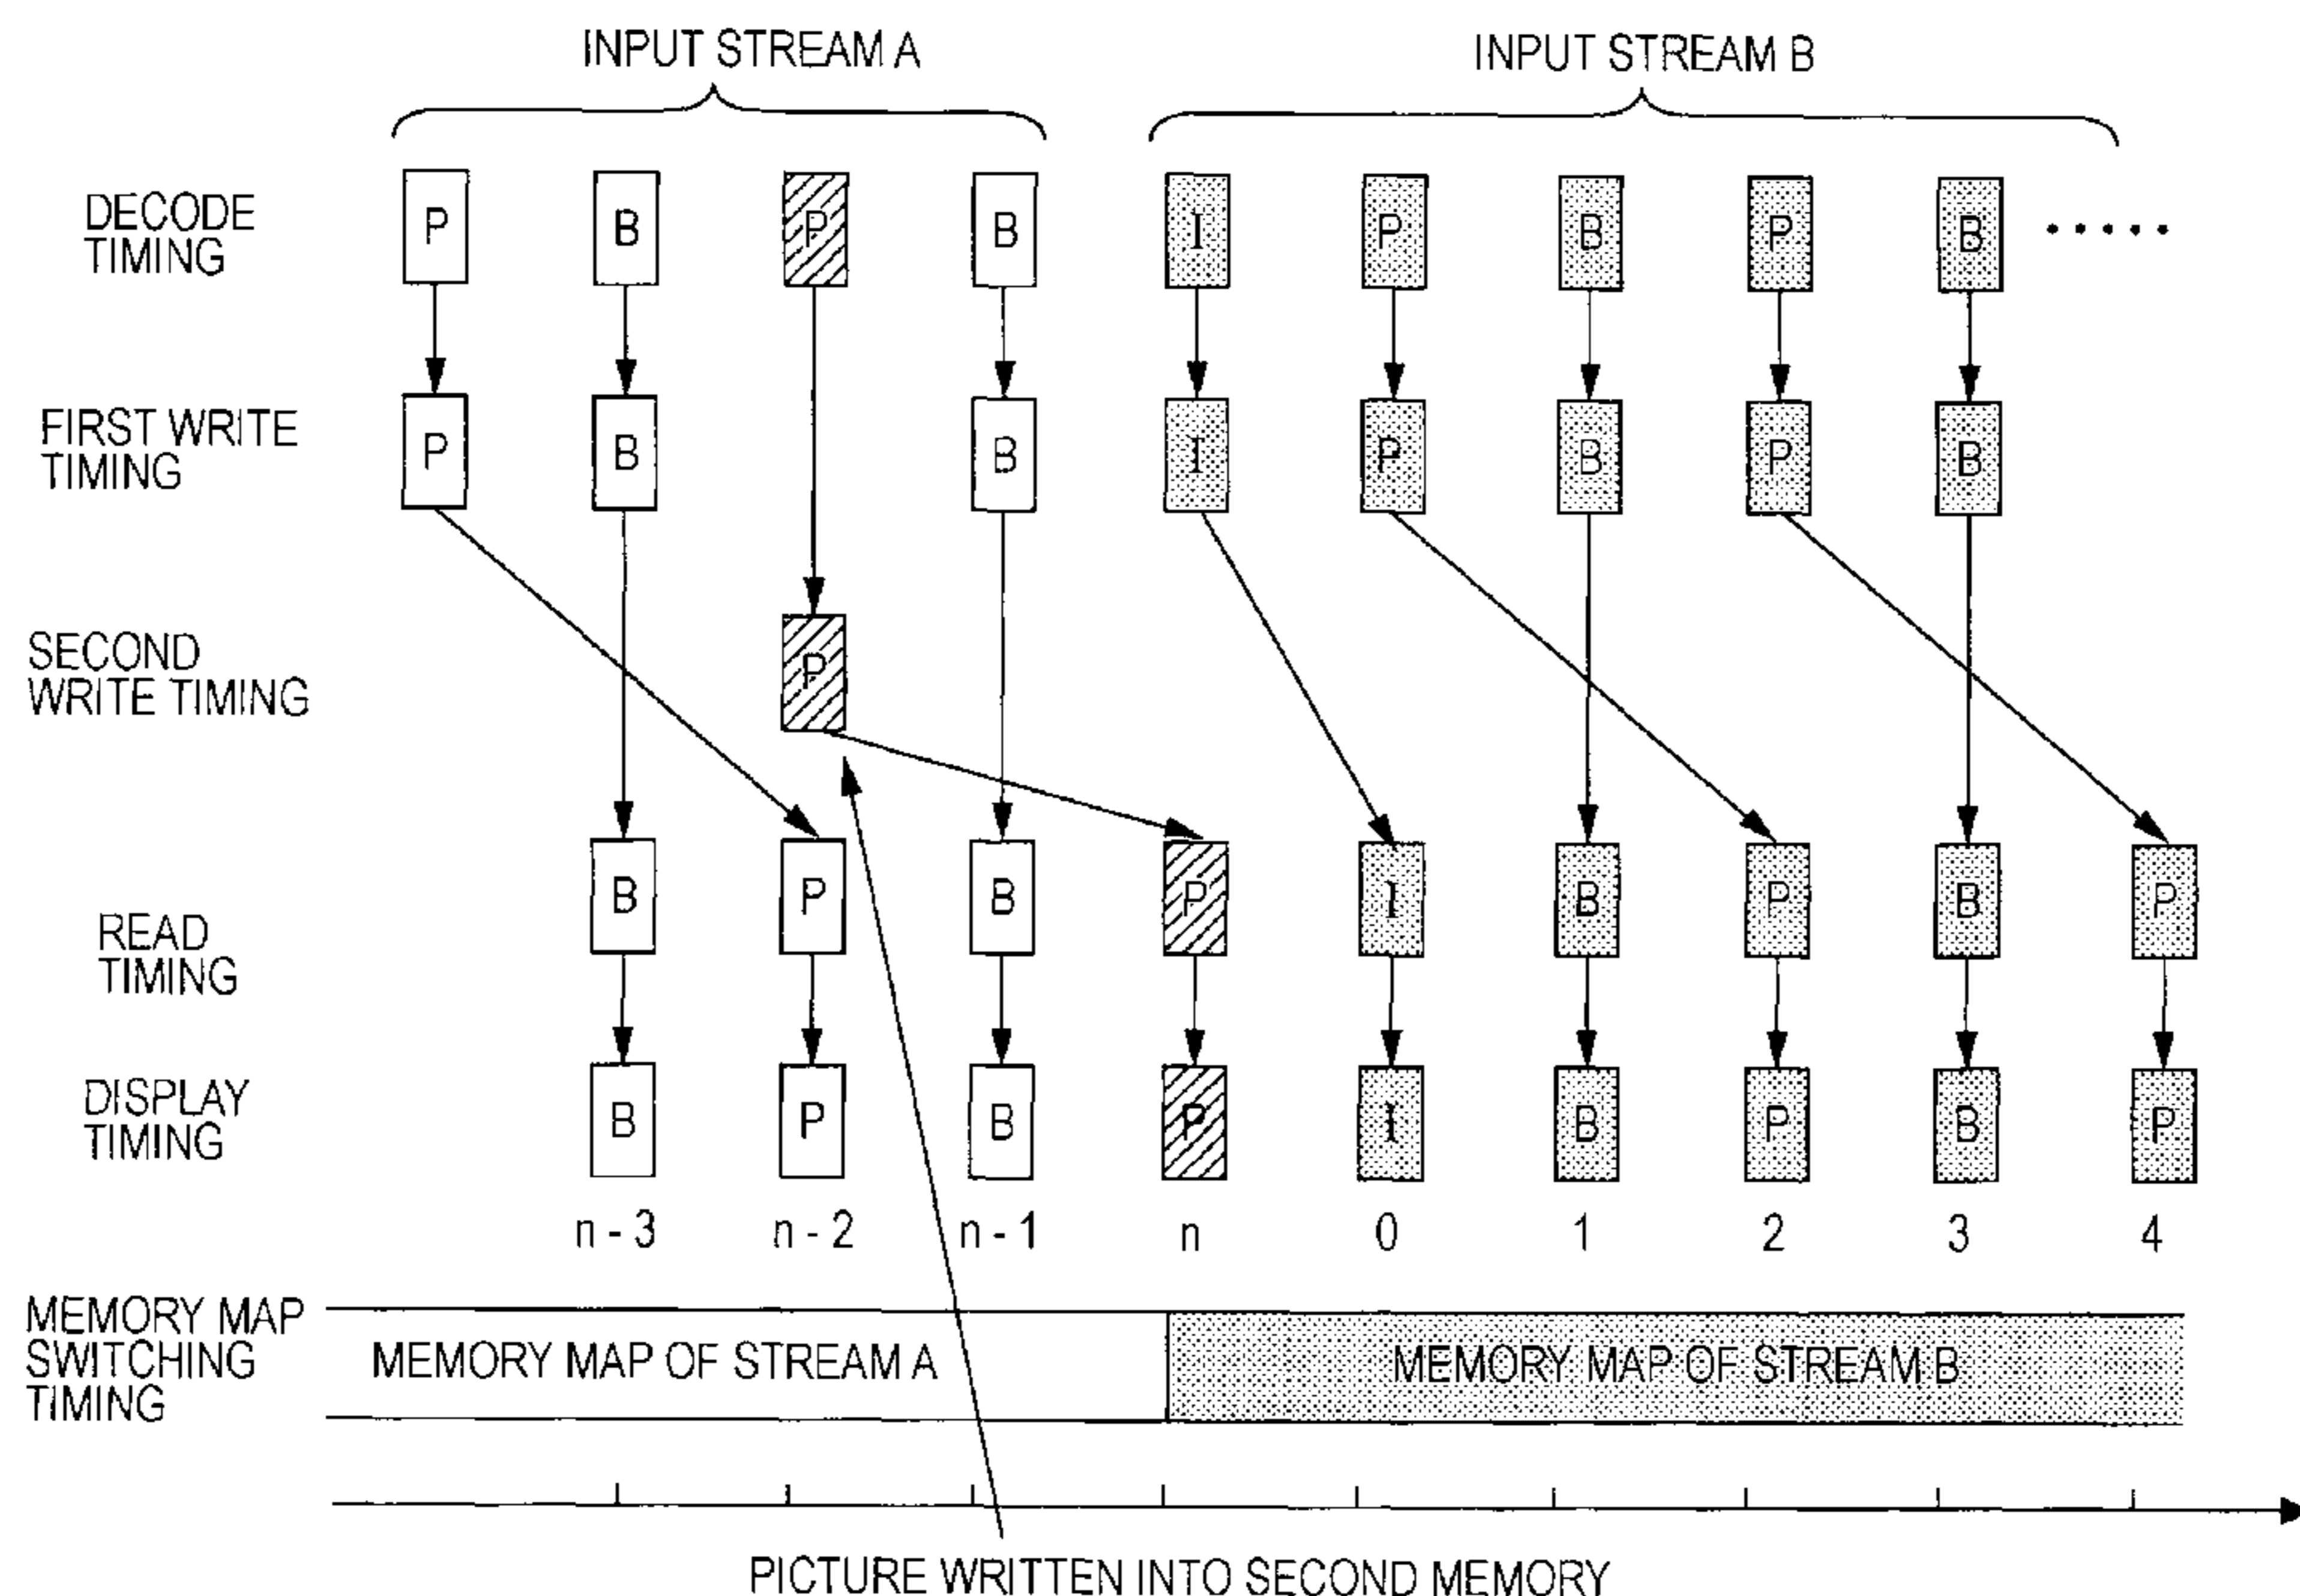 INPUT STREAM A
INPUT STREAM B
DECODE
TIMING
P B P B I P B P B .....
FIRST WRITE
TIMING
P B B I P B P B
SECOND
WRITE TIMING
P
READ
TIMING
B P B P I B P B P
DISPLAY
TIMING
B P B P I B P B P
n - 3 n - 2 n - 1 n 0 1 2 3 4
MEMORY MAP
SWITCHING
TIMING
MEMORY MAP OF STREAM A
MEMORY MAP OF STREAM B
PICTURE WRITTEN INTO SECOND MEMORY